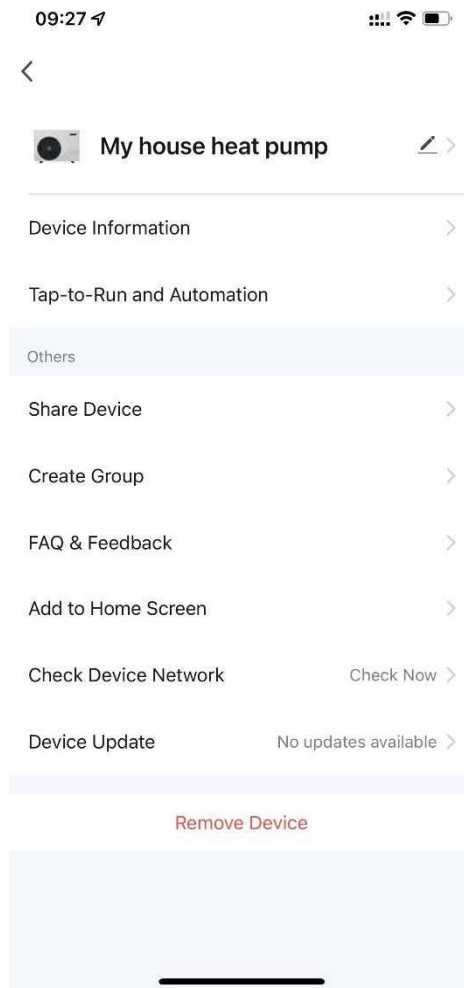 09:27
My house heat pump
Device Information
Tap-to-Run and Automation
Others
Share Device
Create Group
FAQ & Feedback
Add to Home Screen
Check Device Network Check Now
Device Update No updates available
Remove Device